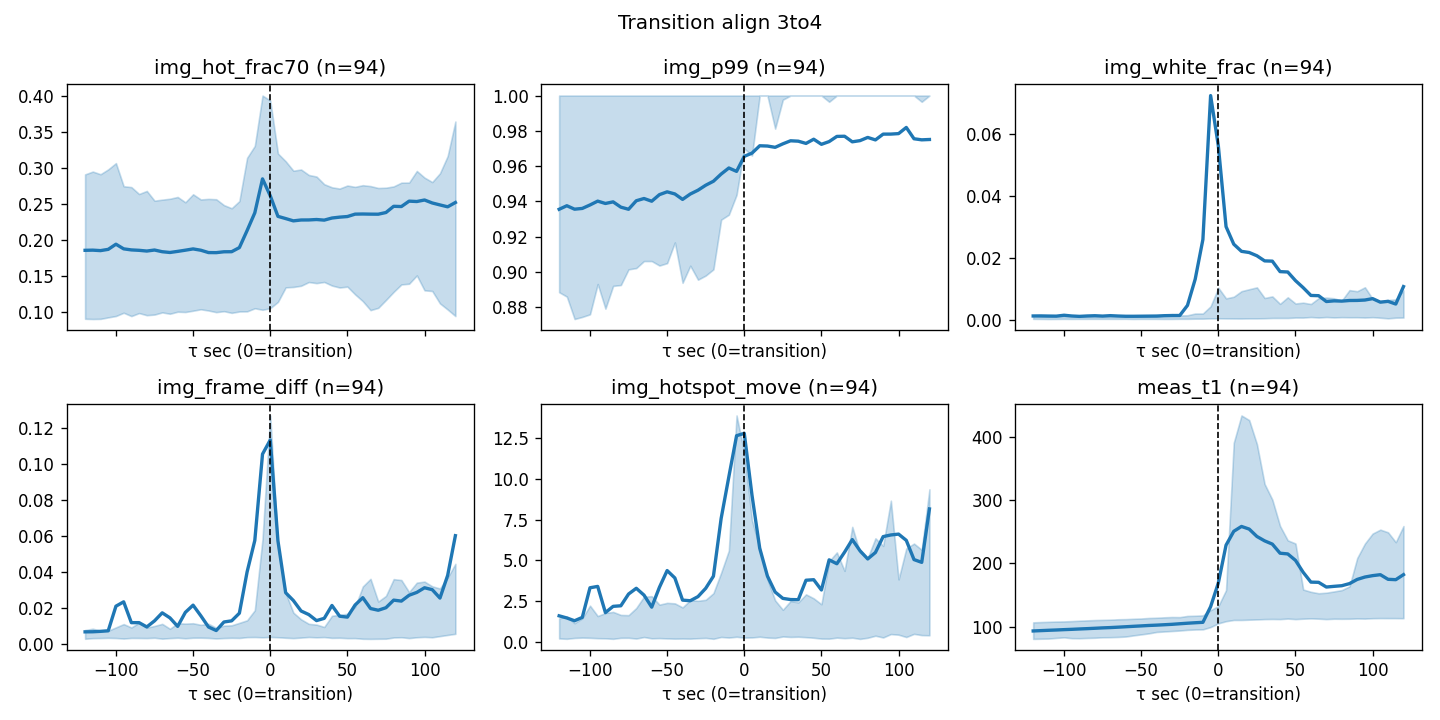 Transition align 3to4
img_hot_frac70 (n=94)
0.40
0.35
0.30
0.25
0.20
0.15
0.10
τ sec (0=transition)
img_p99 (n=94)
1.00
0.98
0.96
0.94
0.92
0.90
0.88
τ sec (0=transition)
img_white_frac (n=94)
0.06
0.04
0.02
0.00
τ sec (0=transition)
img_frame_diff (n=94)
0.12
0.10
0.08
0.06
0.04
0.02
0.00
−100 −50 0 50 100
τ sec (0=transition)
img_hotspot_move (n=94)
12.5
10.0
7.5
5.0
2.5
0.0
−100 −50 0 50 100
τ sec (0=transition)
meas_t1 (n=94)
400
300
200
100
−100 −50 0 50 100
τ sec (0=transition)